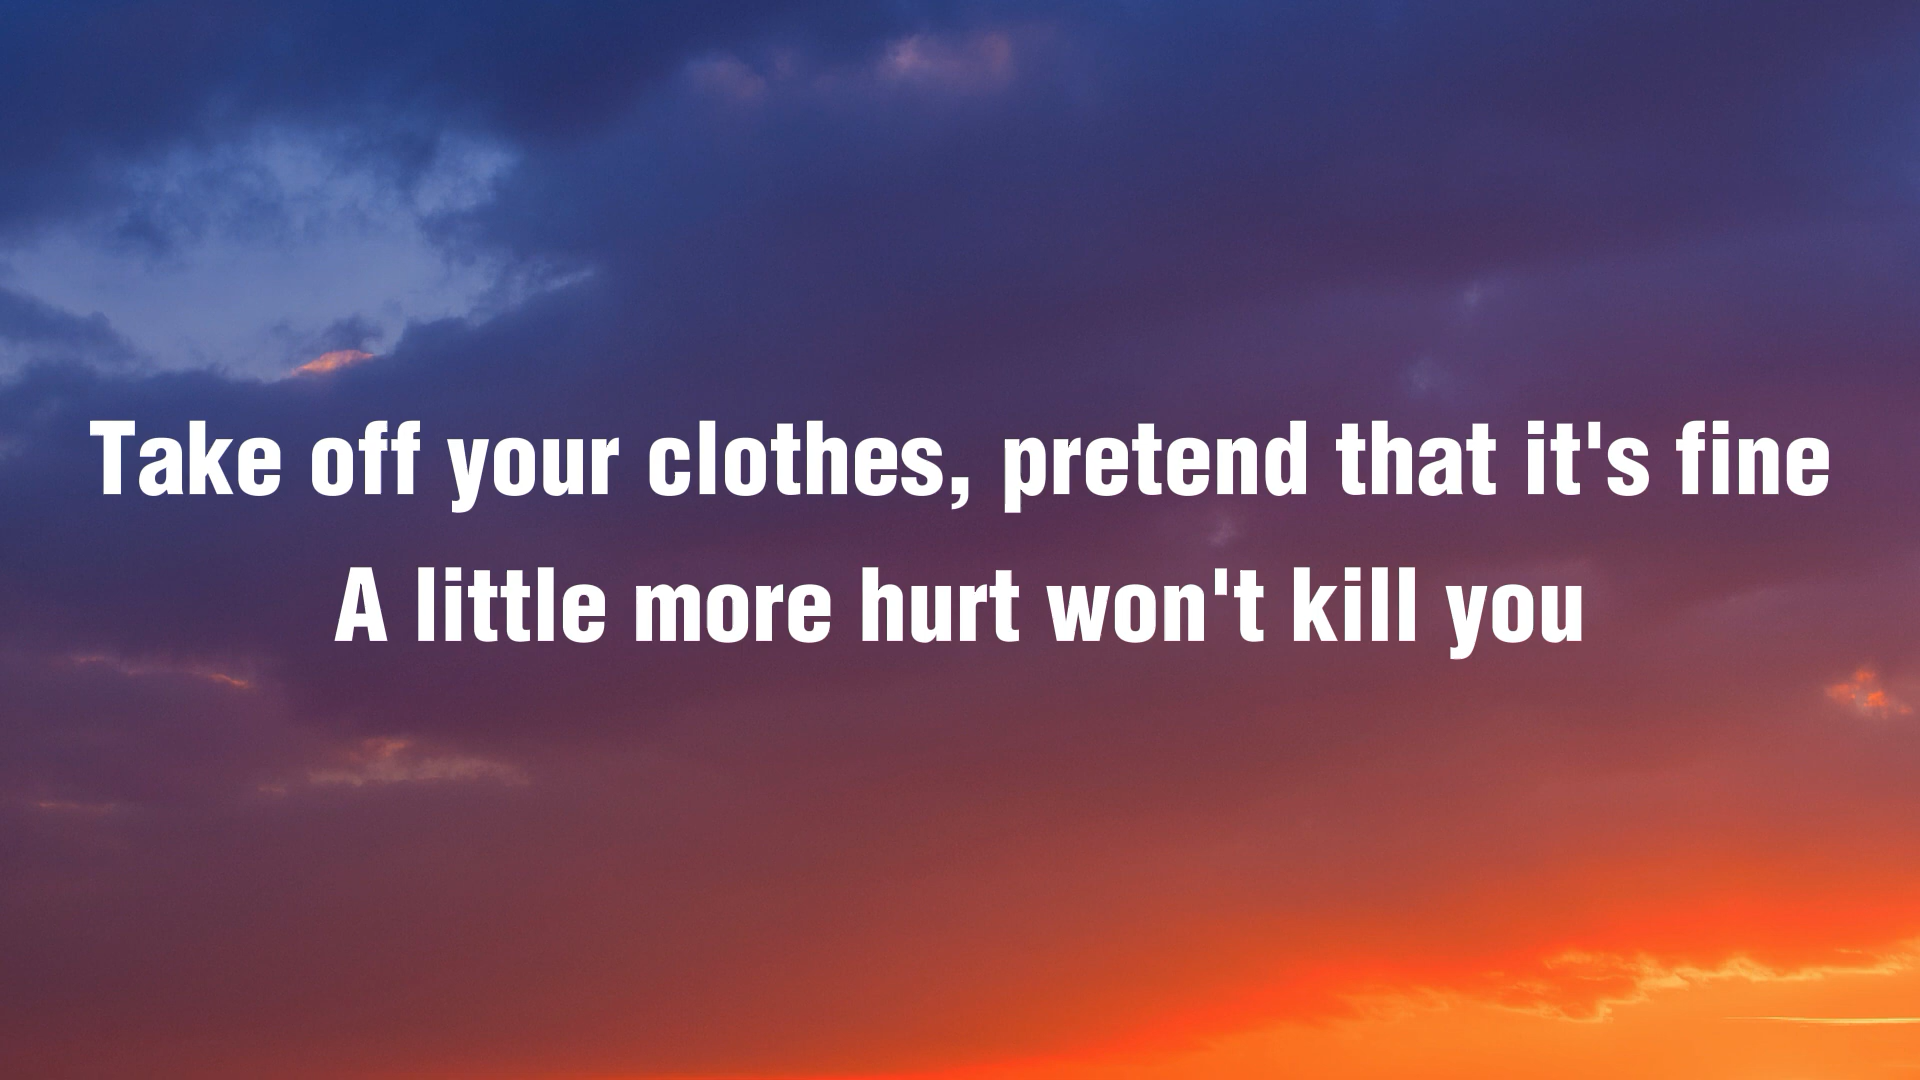 Take off your clothes, pretend that it's fine
A little more hurt won't kill you